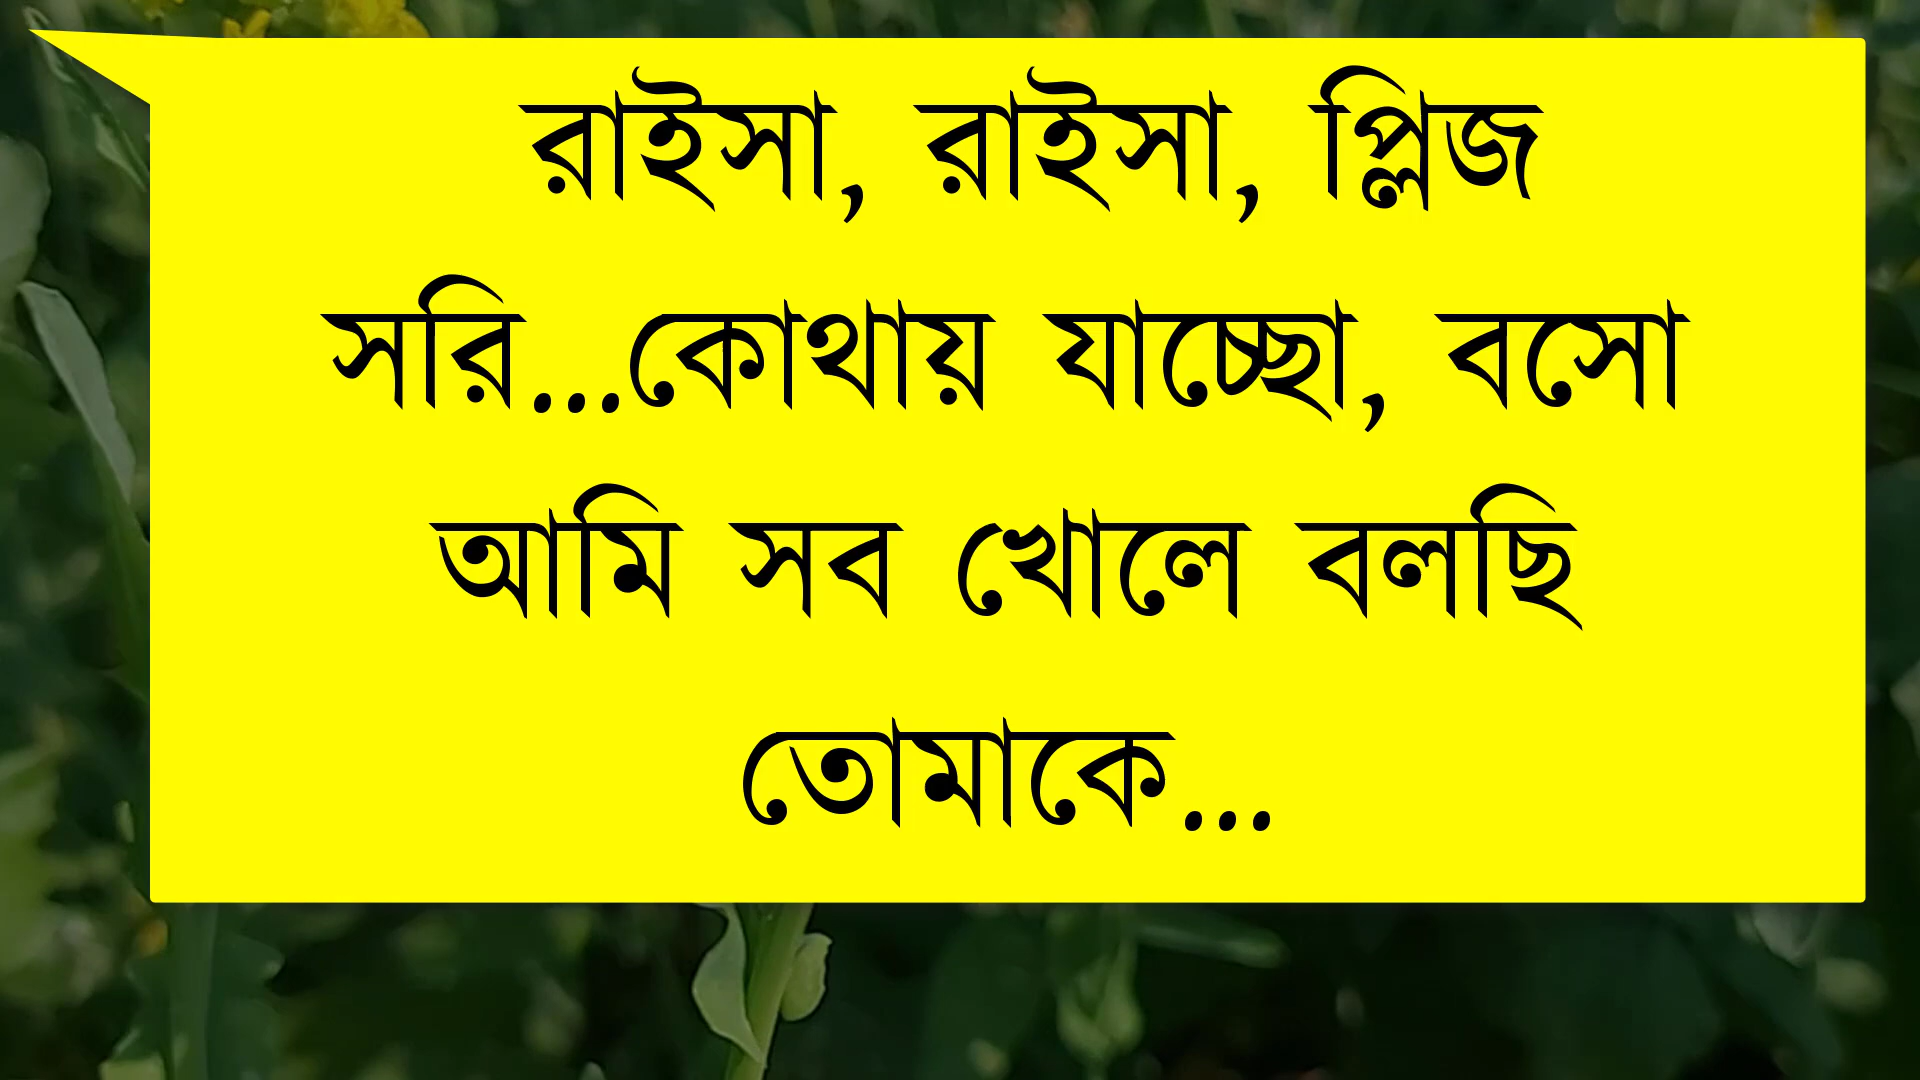 রাইসা, রাইসা, প্লিজ
সরি...কোথায় যাচ্ছো, বসো
আমি সব খোলে বলছি
তোমাকে...